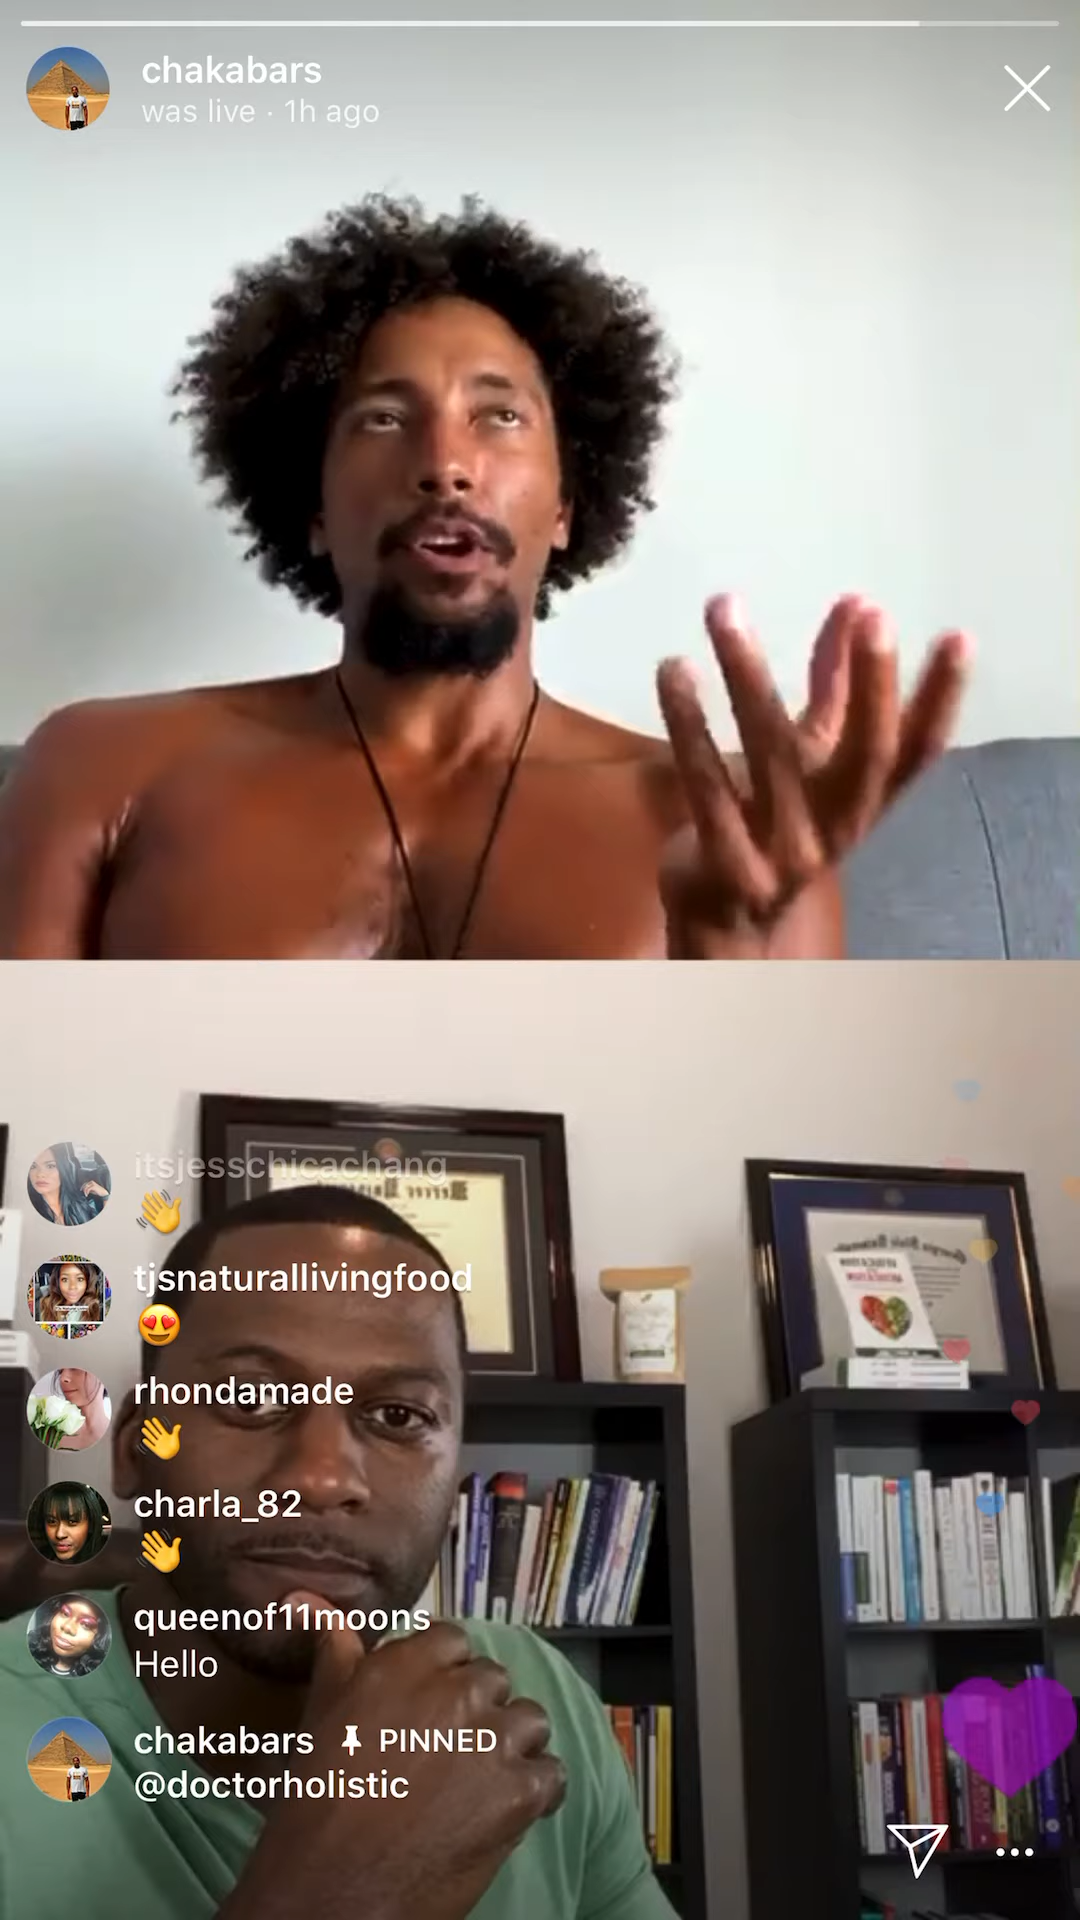 chakabars
was live · 1h ago
itsjesschicachang
👋
tjsnaturallivingfood
😍
rhondamade
👋
charla_82
👋
queenof11moons
Hello
chakabars PINNED
@doctorholistic